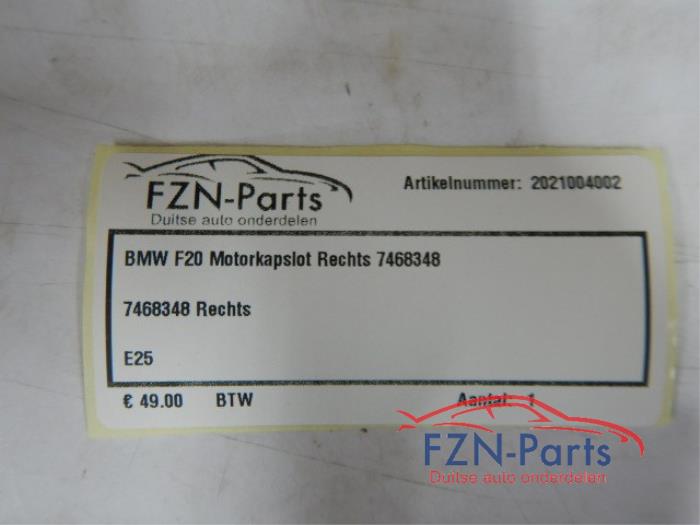 FZN-Parts
Duitse auto onderdelen
Artikelnummer: 2021004002
BMW F20 Motorkapslot Rechts 7468348
7468348 Rechts
E25
€ 49.00 BTW Aantal: 1
FZN-Parts
Duitse auto onderdelen